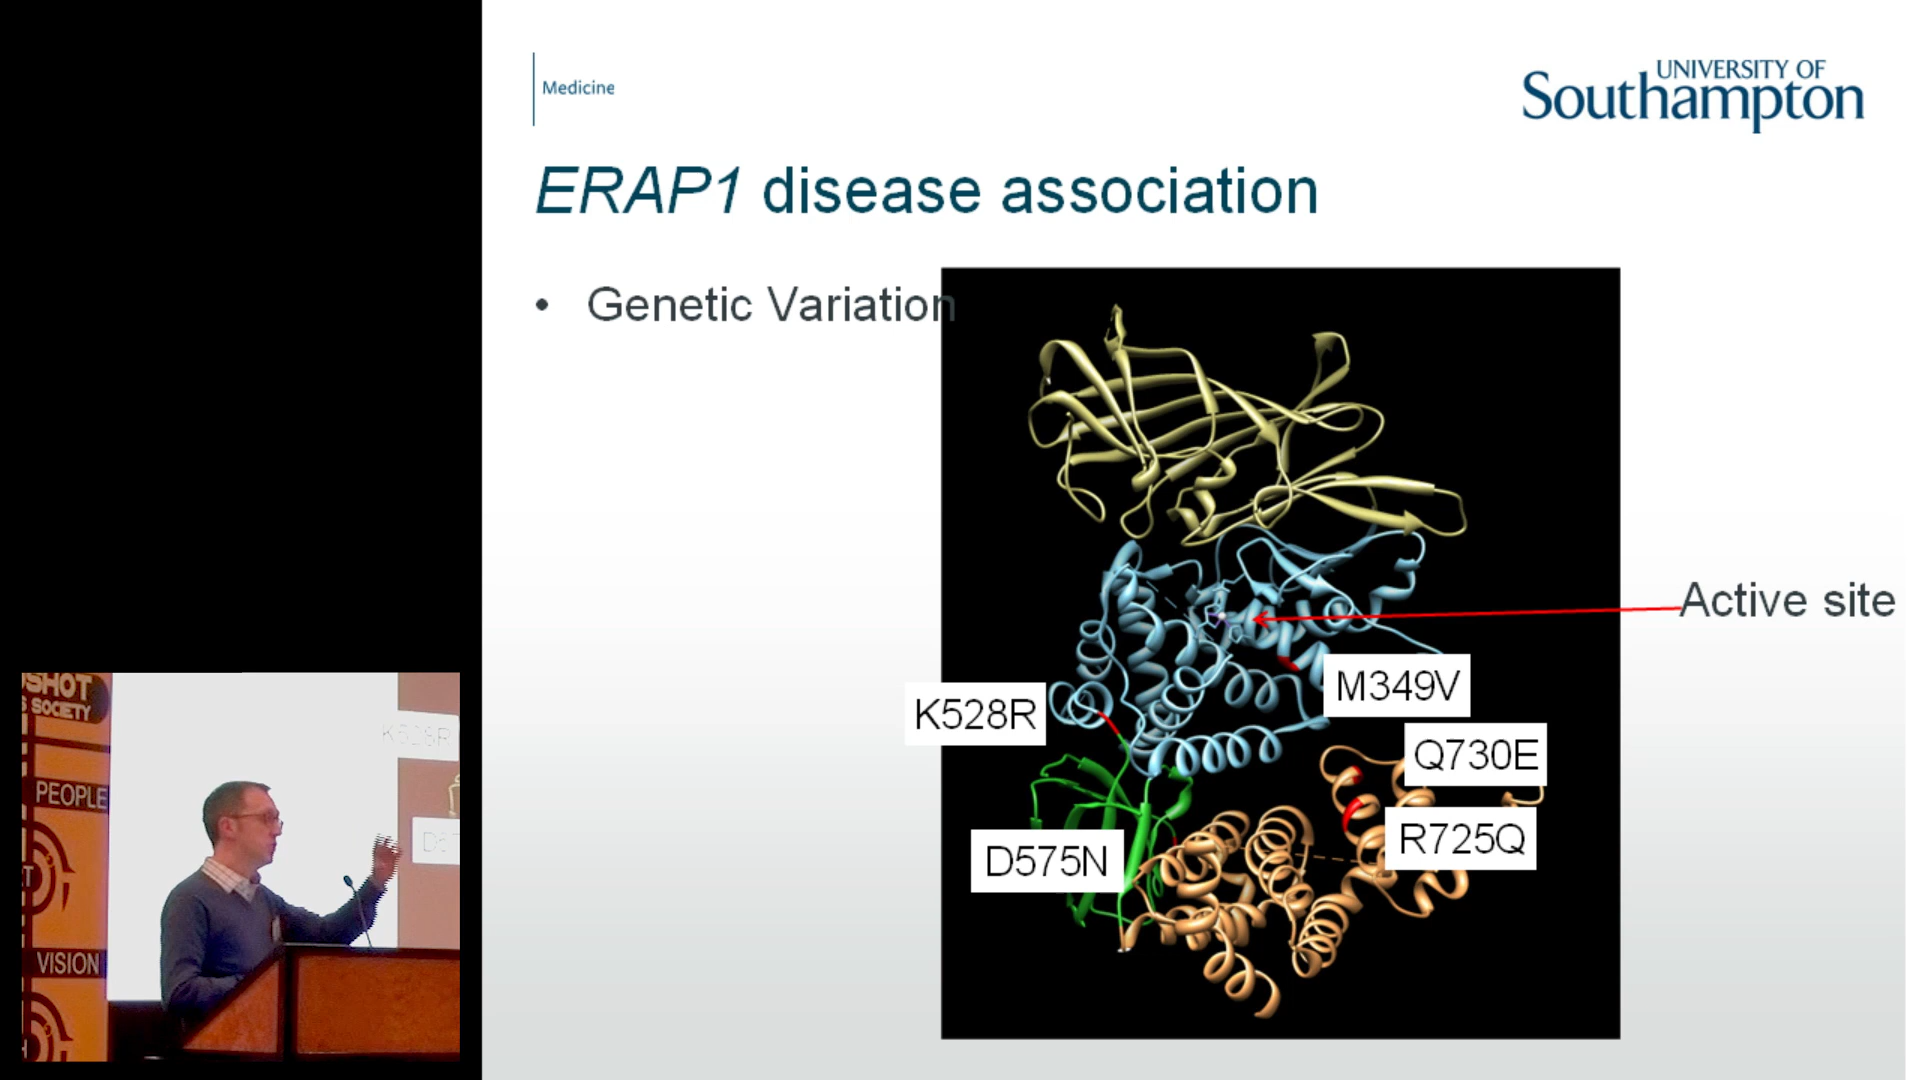 Medicine
UNIVERSITY OF
Southampton
ERAP1 disease association
• Genetic Variation
Active site
M349V
K528R
Q730E
R725Q
D575N
SHOT
SOCIETY
K528R
PEOPLE
VISION